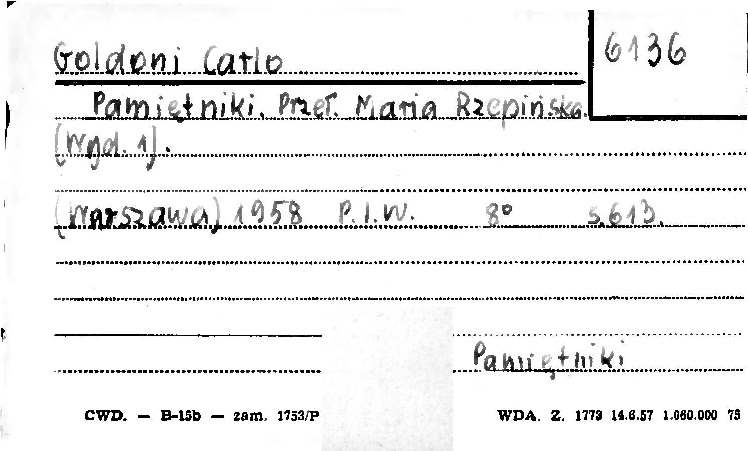 6136
Goldoni Carlo
Pamiętniki. Przeł. Maria Rzepińska.
[Wyd. 1].
(Warszawa) 1958 P.I.W. 8° s. 613.
Pamiętniki
CWD. — B-15b — zam. 1753/P
WDA. Z. 1773 14.6.57 1.060.000 75